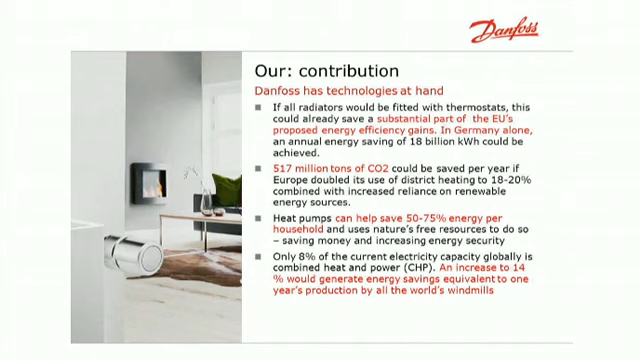 Danfoss
Our: contribution
Danfoss has technologies at hand
If all radiators would be fitted with thermostats, this
could already save a substantial part of the EU's
proposed energy efficiency gains. In Germany alone,
an annual energy saving of 18 billion kWh could be
achieved.
517 million tons of CO2 could be saved per year if
Europe doubled its use of district heating to 18-20%
combined with increased reliance on renewable
energy sources.
Heat pumps can help save 50-75% energy per
household and uses nature's free resources to do so
– saving money and increasing energy security
Only 8% of the current electricity capacity globally is
combined heat and power (CHP). An increase to 14
% would generate energy savings equivalent to one
year's production by all the world's windmills